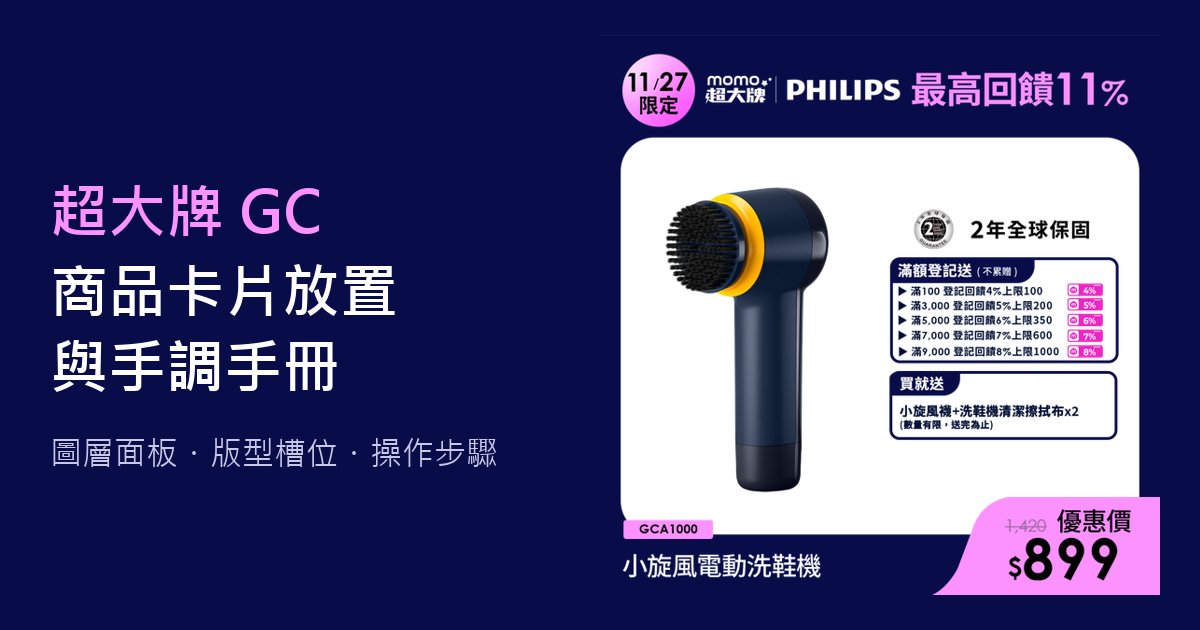 超大牌 GC
商品卡片放置
與手調手冊
圖層面板・版型槽位・操作步驟
11/27
限定
momo
超大牌
PHILIPS
最高回饋11%
2
GUARANTEE
2年全球保固
滿額登記送 (不累贈)
▶ 滿100 登記回饋4%上限100 4%
▶ 滿3,000 登記回饋5%上限200 5%
▶ 滿5,000 登記回饋6%上限350 6%
▶ 滿7,000 登記回饋7%上限600 7%
▶ 滿9,000 登記回饋8%上限1000 8%
買就送
小旋風襪+洗鞋機清潔擦拭布x2
(數量有限，送完為止)
GCA1000
小旋風電動洗鞋機
1,420 優惠價
$899